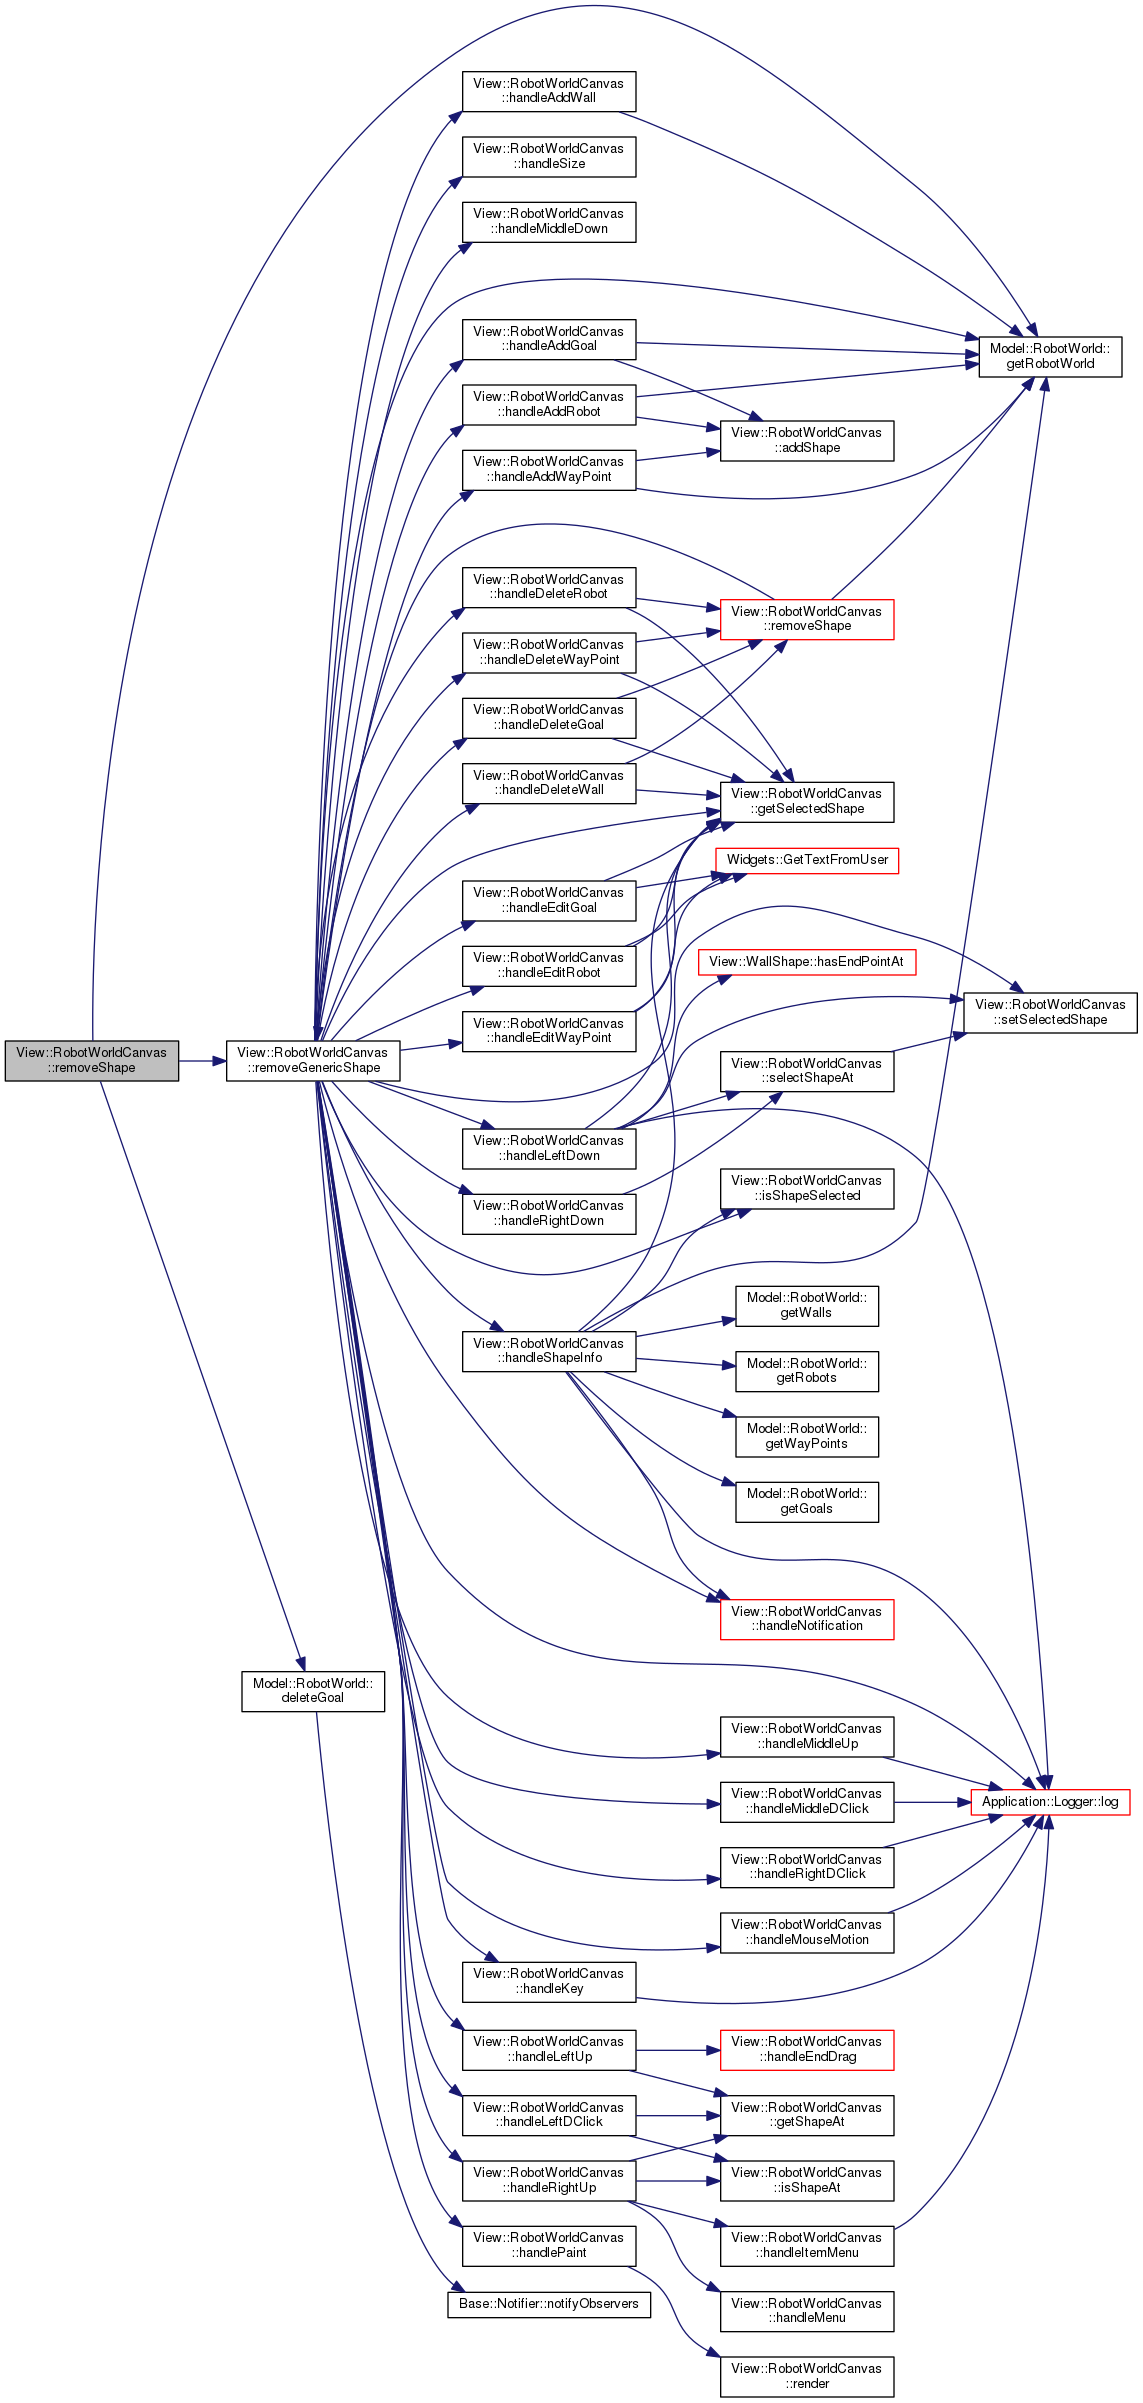 View::RobotWorldCanvas
::handleAddWall
View::RobotWorldCanvas
::handleSize
View::RobotWorldCanvas
::handleMiddleDown
View::RobotWorldCanvas
::handleAddGoal
Model::RobotWorld::
getRobotWorld
View::RobotWorldCanvas
::handleAddRobot
View::RobotWorldCanvas
::addShape
View::RobotWorldCanvas
::handleAddWayPoint
View::RobotWorldCanvas
::handleDeleteRobot
View::RobotWorldCanvas
::removeShape
View::RobotWorldCanvas
::handleDeleteWayPoint
View::RobotWorldCanvas
::handleDeleteGoal
View::RobotWorldCanvas
::handleDeleteWall
View::RobotWorldCanvas
::getSelectedShape
Widgets::GetTextFromUser
View::RobotWorldCanvas
::handleEditGoal
View::RobotWorldCanvas
::handleEditRobot
View::WallShape::hasEndPointAt
View::RobotWorldCanvas
::setSelectedShape
View::RobotWorldCanvas
::handleEditWayPoint
View::RobotWorldCanvas
::removeShape
View::RobotWorldCanvas
::removeGenericShape
View::RobotWorldCanvas
::selectShapeAt
View::RobotWorldCanvas
::handleLeftDown
View::RobotWorldCanvas
::isShapeSelected
View::RobotWorldCanvas
::handleRightDown
Model::RobotWorld::
getWalls
View::RobotWorldCanvas
::handleShapeInfo
Model::RobotWorld::
getRobots
Model::RobotWorld::
getWayPoints
Model::RobotWorld::
getGoals
View::RobotWorldCanvas
::handleNotification
Model::RobotWorld::
deleteGoal
View::RobotWorldCanvas
::handleMiddleUp
View::RobotWorldCanvas
::handleMiddleDClick
Application::Logger::log
View::RobotWorldCanvas
::handleRightDClick
View::RobotWorldCanvas
::handleMouseMotion
View::RobotWorldCanvas
::handleKey
View::RobotWorldCanvas
::handleLeftUp
View::RobotWorldCanvas
::handleEndDrag
View::RobotWorldCanvas
::handleLeftDClick
View::RobotWorldCanvas
::getShapeAt
View::RobotWorldCanvas
::handleRightUp
View::RobotWorldCanvas
::isShapeAt
View::RobotWorldCanvas
::handlePaint
View::RobotWorldCanvas
::handleItemMenu
Base::Notifier::notifyObservers
View::RobotWorldCanvas
::handleMenu
View::RobotWorldCanvas
::render